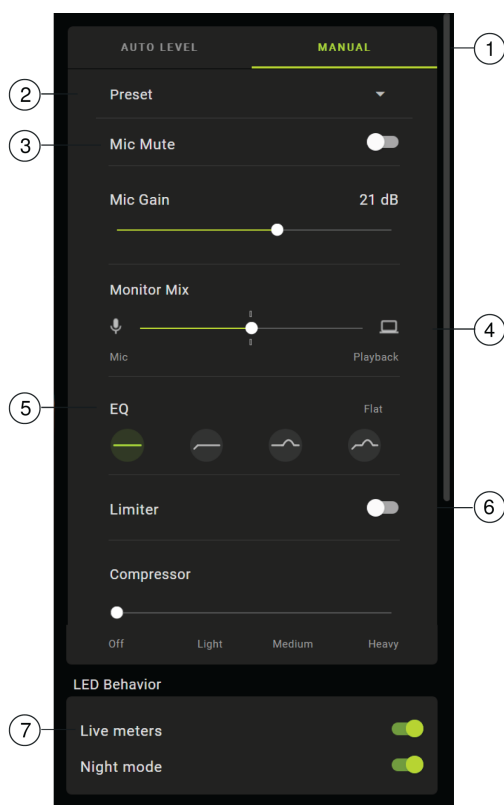 AUTO LEVEL MANUAL
1
2
Preset
3
Mic Mute
Mic Gain 21 dB
Monitor Mix
4
Mic Playback
5
EQ Flat
Limiter
6
Compressor
Off Light Medium Heavy
LED Behavior
7
Live meters
Night mode